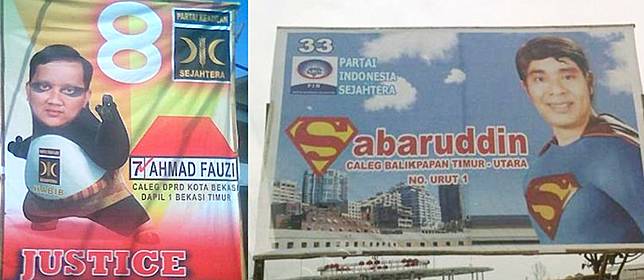 8
PARTAI KEADILAN
SEJAHTERA
HABIB
7 AHMAD FAUZI
CALEG DPRD KOTA BEKASI
DAPIL 1 BEKASI TIMUR
JUSTICE
33
PARTAI
INDONESIA
SEJAHTERA
PIS
Sabaruddin
CALEG BALIKPAPAN TIMUR - UTARA
NO. URUT 1